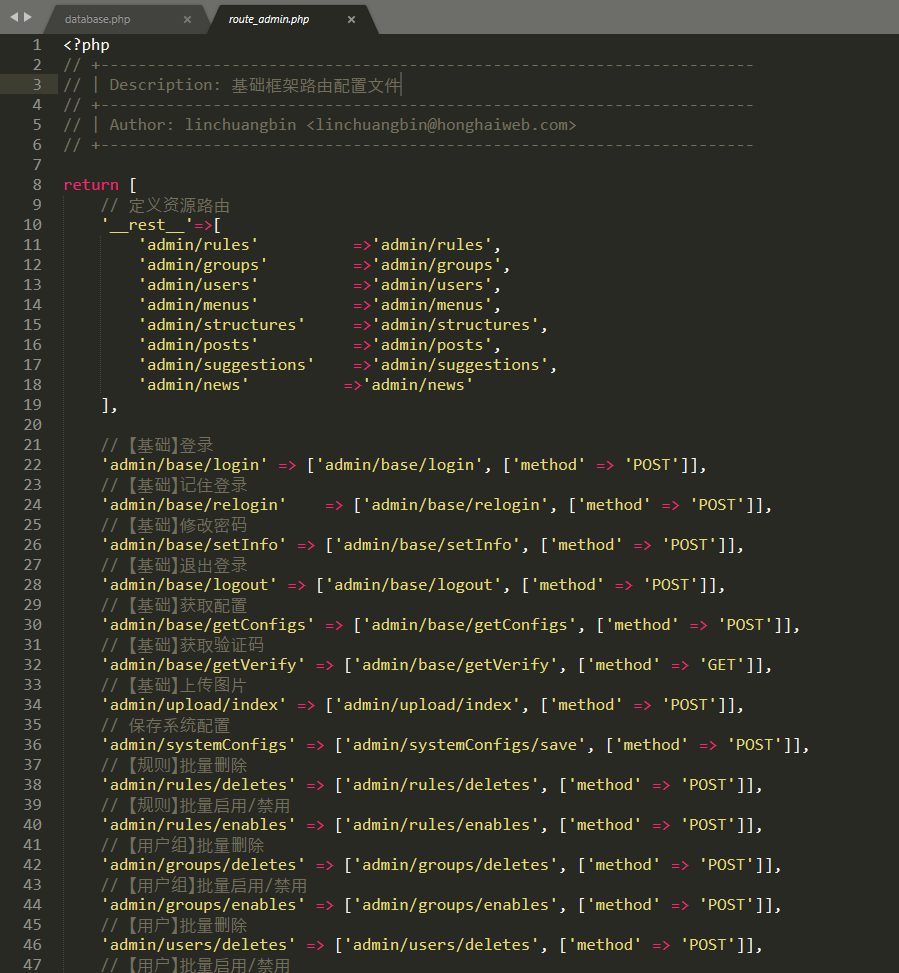 database.php ×
route_admin.php ×
1 <?php
2 // +----------------------------------------------------------------------
3 // | Description: 基础框架路由配置文件
4 // +----------------------------------------------------------------------
5 // | Author: linchuangbin <linchuangbin@honghaiweb.com>
6 // +----------------------------------------------------------------------
7
8 return [
9     // 定义资源路由
10     '__rest__'=>[
11         'admin/rules'          =>'admin/rules',
12         'admin/groups'         =>'admin/groups',
13         'admin/users'          =>'admin/users',
14         'admin/menus'          =>'admin/menus',
15         'admin/structures'     =>'admin/structures',
16         'admin/posts'          =>'admin/posts',
17         'admin/suggestions'    =>'admin/suggestions',
18         'admin/news'          =>'admin/news'
19     ],
20
21     // 【基础】登录
22     'admin/base/login' => ['admin/base/login', ['method' => 'POST']],
23     // 【基础】记住登录
24     'admin/base/relogin'    => ['admin/base/relogin', ['method' => 'POST']],
25     // 【基础】修改密码
26     'admin/base/setInfo' => ['admin/base/setInfo', ['method' => 'POST']],
27     // 【基础】退出登录
28     'admin/base/logout' => ['admin/base/logout', ['method' => 'POST']],
29     // 【基础】获取配置
30     'admin/base/getConfigs' => ['admin/base/getConfigs', ['method' => 'POST']],
31     // 【基础】获取验证码
32     'admin/base/getVerify' => ['admin/base/getVerify', ['method' => 'GET']],
33     // 【基础】上传图片
34     'admin/upload/index' => ['admin/upload/index', ['method' => 'POST']],
35     // 保存系统配置
36     'admin/systemConfigs' => ['admin/systemConfigs/save', ['method' => 'POST']],
37     // 【规则】批量删除
38     'admin/rules/deletes' => ['admin/rules/deletes', ['method' => 'POST']],
39     // 【规则】批量启用/禁用
40     'admin/rules/enables' => ['admin/rules/enables', ['method' => 'POST']],
41     // 【用户组】批量删除
42     'admin/groups/deletes' => ['admin/groups/deletes', ['method' => 'POST']],
43     // 【用户组】批量启用/禁用
44     'admin/groups/enables' => ['admin/groups/enables', ['method' => 'POST']],
45     // 【用户】批量删除
46     'admin/users/deletes' => ['admin/users/deletes', ['method' => 'POST']],
47     // 【用户】批量启用/禁用